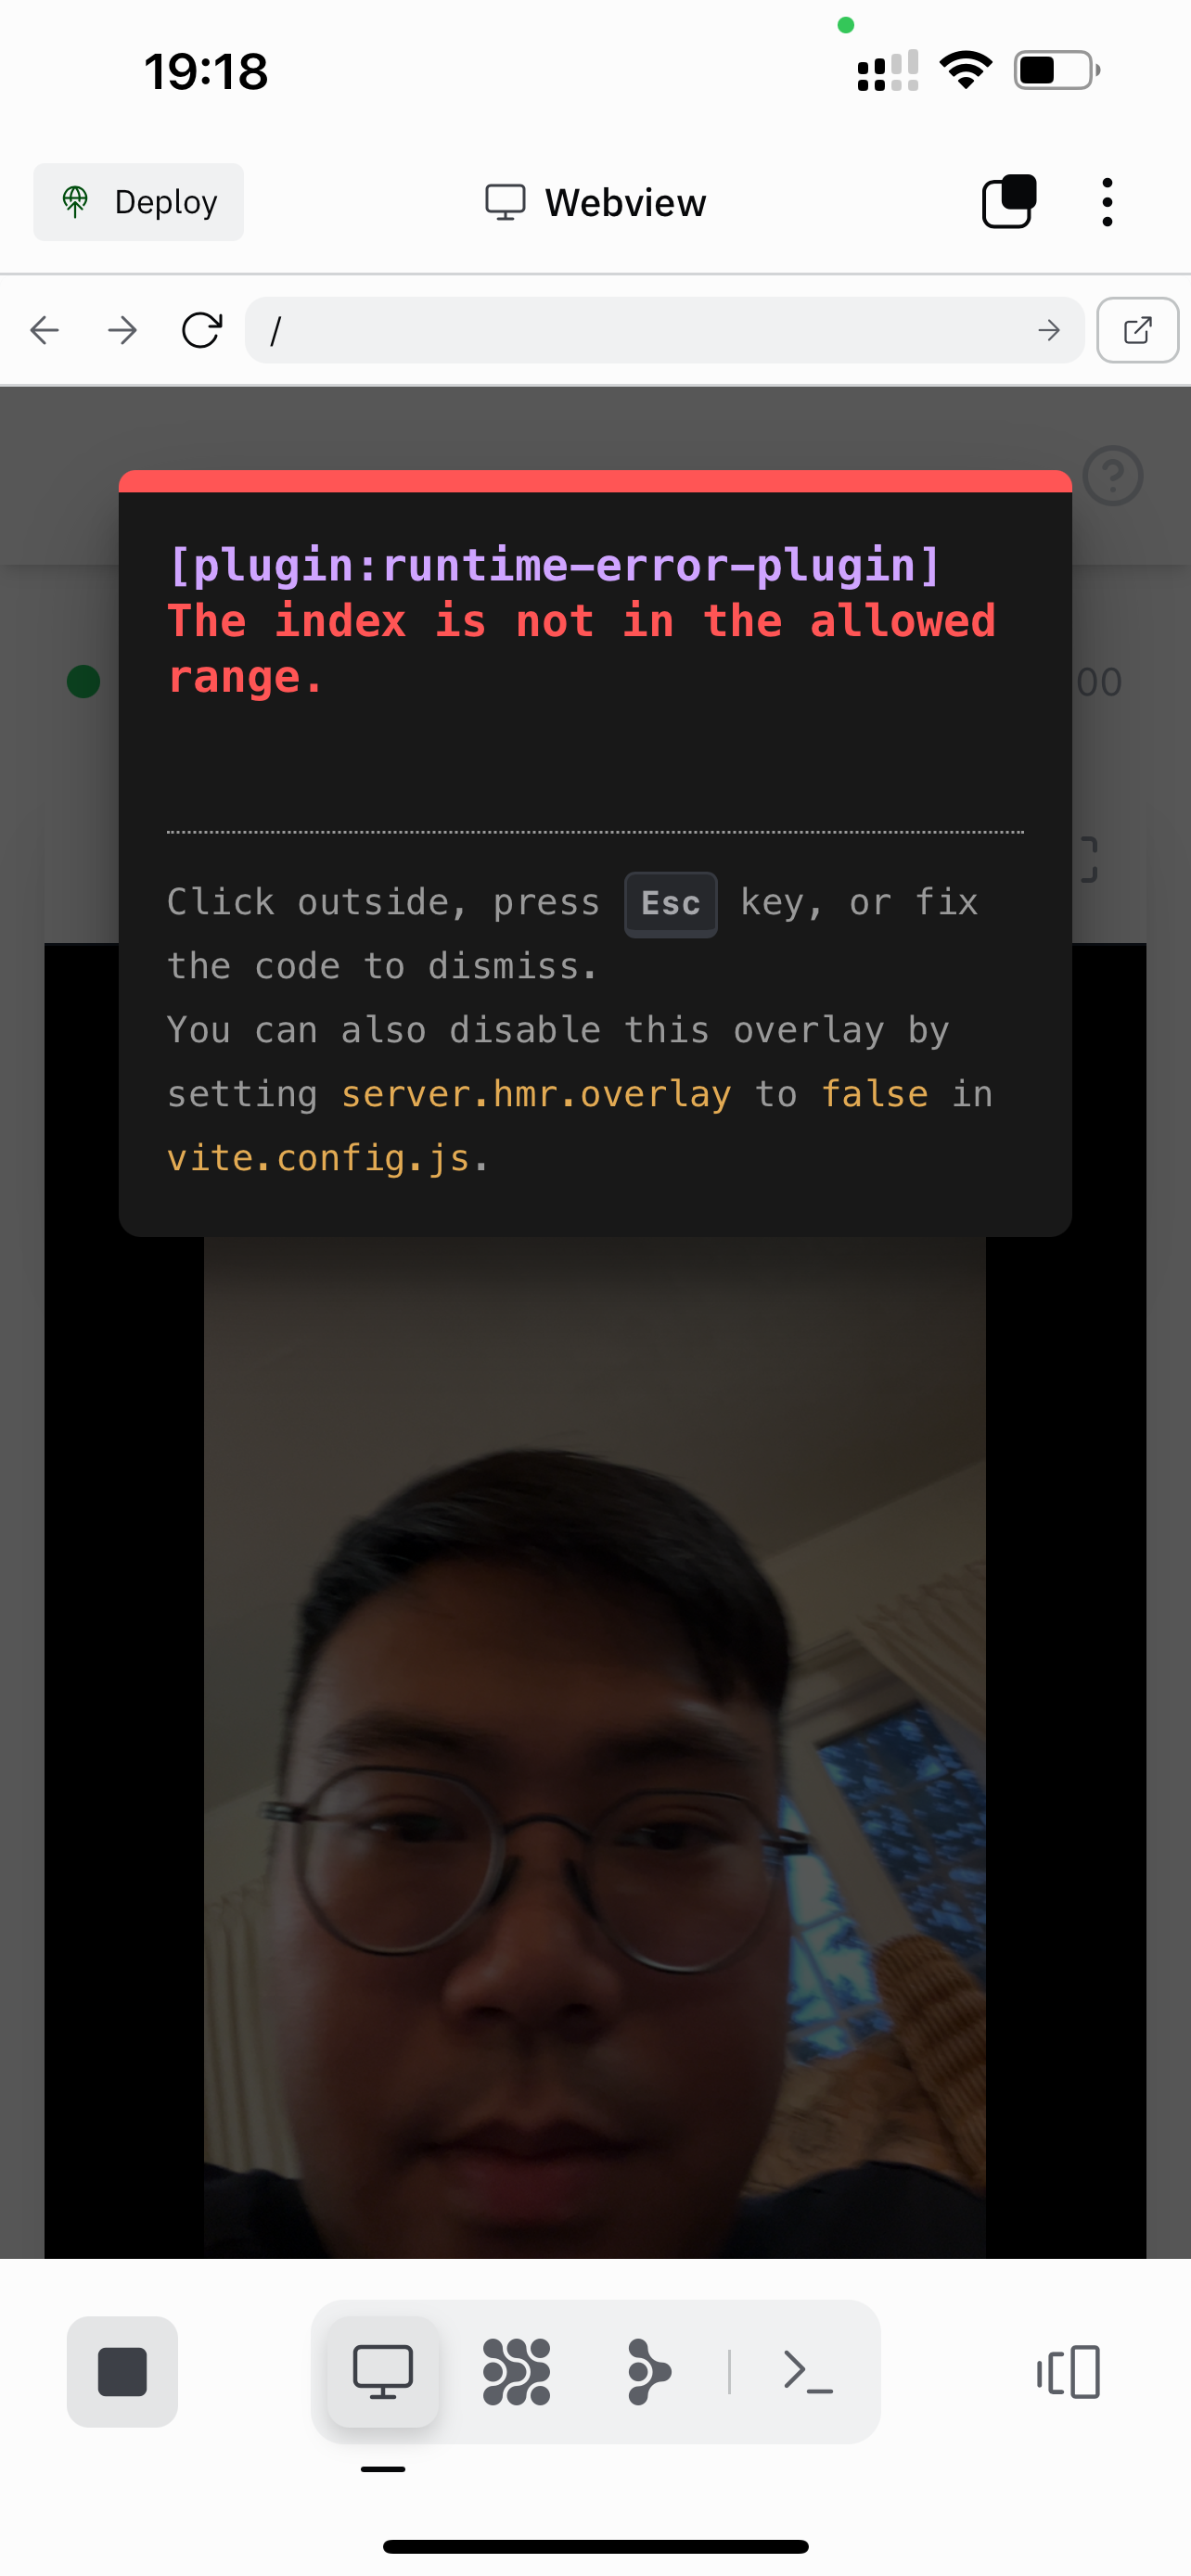 19:18
Deploy
Webview
/
[plugin:runtime-error-plugin]
The index is not in the allowed
range.
00
Click outside, press Esc key, or fix
the code to dismiss.
You can also disable this overlay by
setting server.hmr.overlay to false in
vite.config.js.